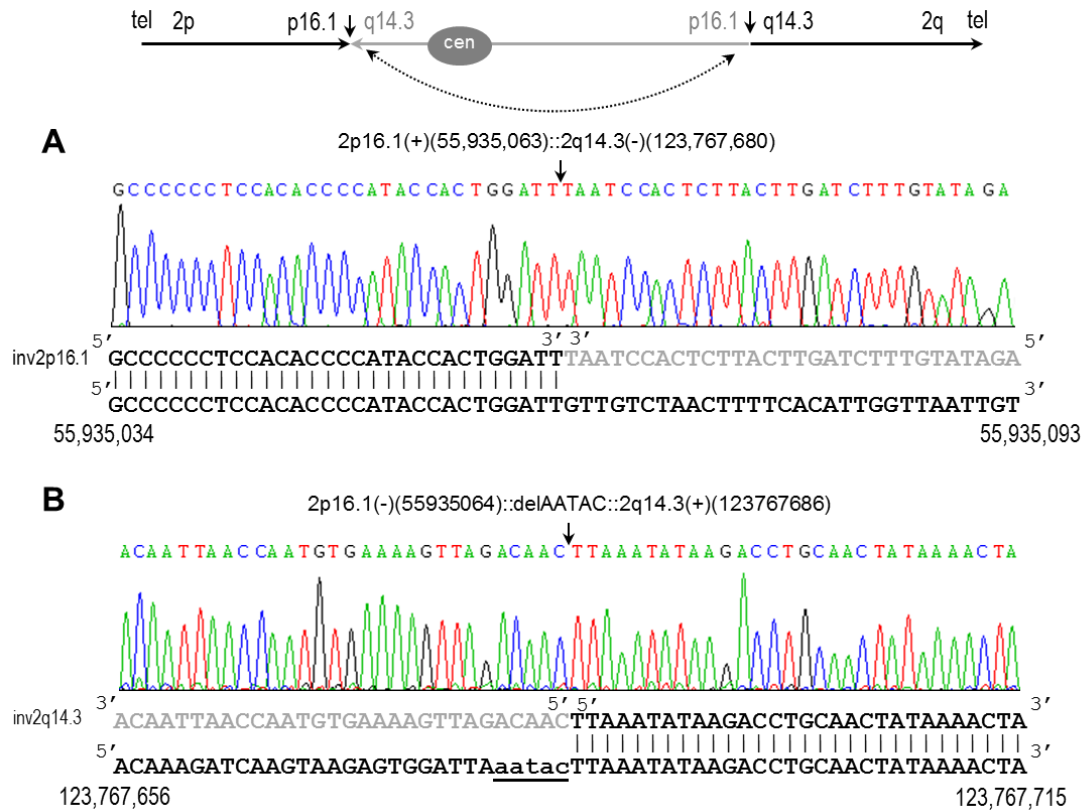 tel 2p p16.1 q14.3 cen p16.1 q14.3 2q tel
A
2p16.1(+)(55,935,063)::2q14.3(-)(123,767,680)
GCCCCCCTCCACACCCCATACCACTGGATTTAATCCACTCTTACTTGATCTTTGTATAGA
5′ 3′ 3′ 5′
inv2p16.1 GCCCCCCTCCACACCCCATACCACTGGATTTAATCCACTCTTACTTGATCTTTGTATAGA
5′ 3′
GCCCCCCTCCACACCCCATACCACTGGATTGTTGTCTAACTTTTCACATTGGTTAATTGT
55,935,034 55,935,093
B
2p16.1(-)(55935064)::delAATAC::2q14.3(+)(123767686)
ACAATTAACCAATGTGAAAAGTTAGACAACTTAAATATAAGACCTGCAACTATAAAACTA
3′ 5′ 5′ 3′
inv2q14.3 ACAATTAACCAATGTGAAAAGTTAGACAACTTAAATATAAGACCTGCAACTATAAAACTA
5′ 3′
ACAAAGATCAAGTAAGAGTGGATTAaatacTTAAATATAAGACCTGCAACTATAAAACTA
123,767,656 123,767,715